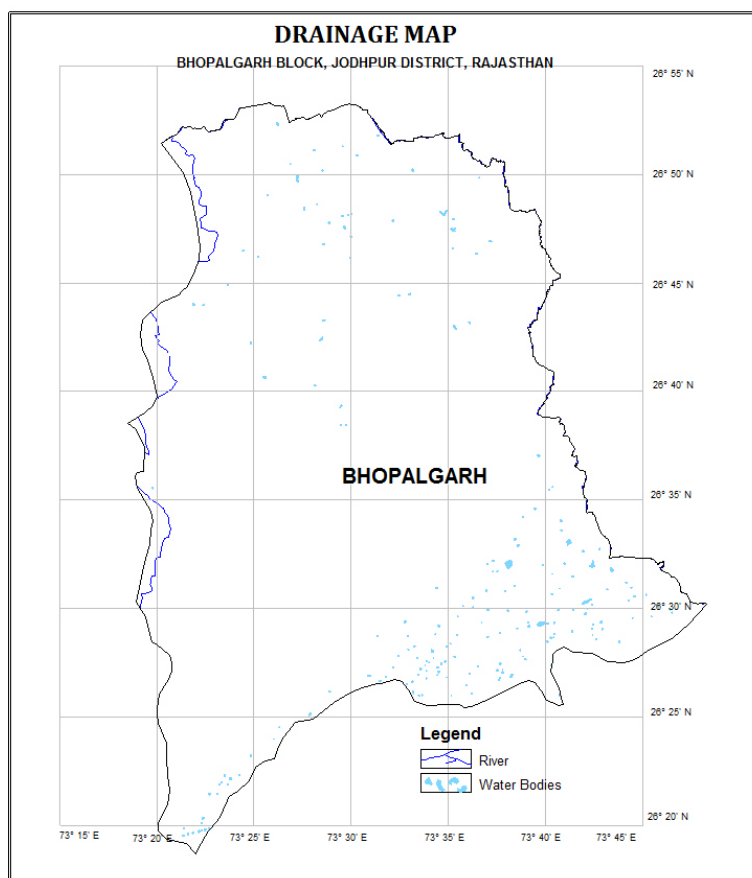 DRAINAGE MAP
BHOPALGARH BLOCK, JODHPUR DISTRICT, RAJASTHAN
26° 55' N
26° 50' N
26° 45' N
26° 40' N
BHOPALGARH
26° 35' N
26° 30' N
26° 25' N
Legend
River
Water Bodies
26° 20' N
73° 15' E
73° 20' E
73° 25' E
73° 30' E
73° 35' E
73° 40' E
73° 45' E